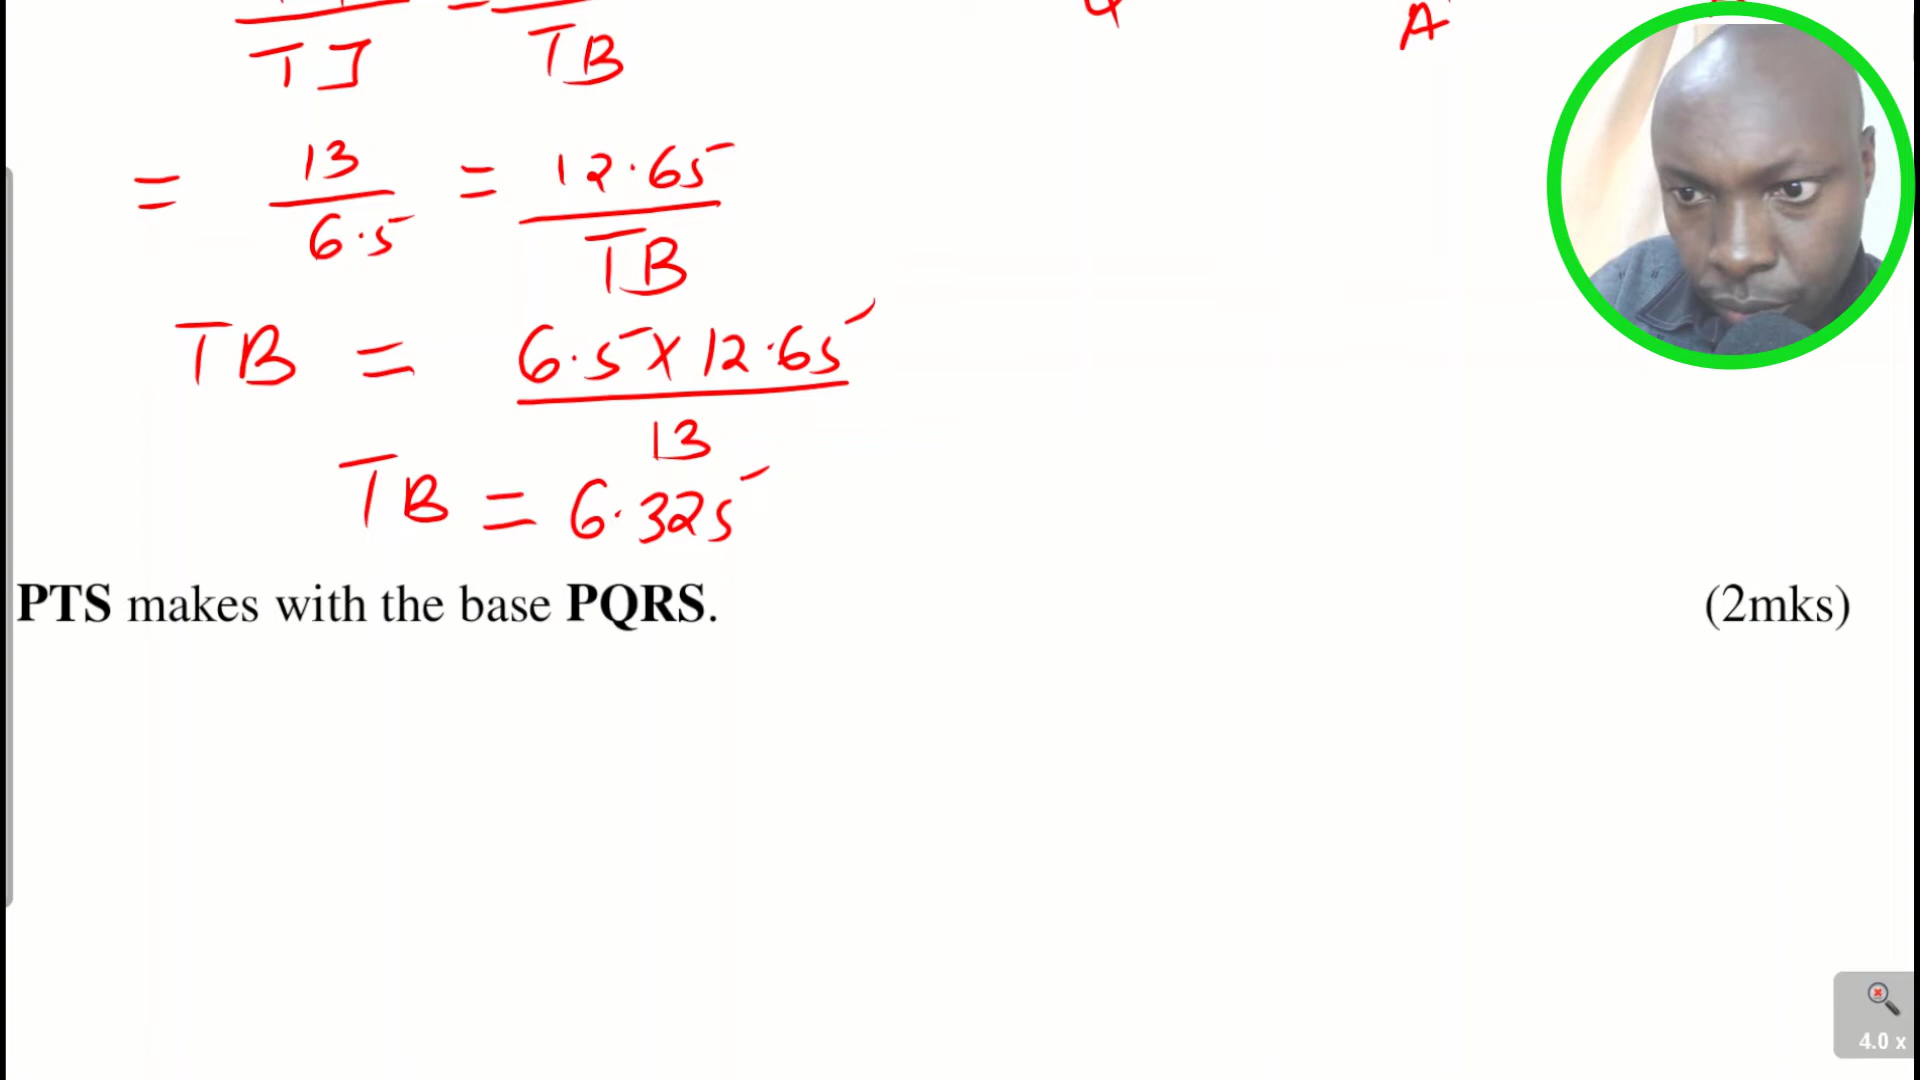 TJ = TB
A
= 13/6.5 = 12.65/TB
TB = 6.5 x 12.65/13
TB = 6.325
PTS makes with the base PQRS. (2mks)
4.0 x